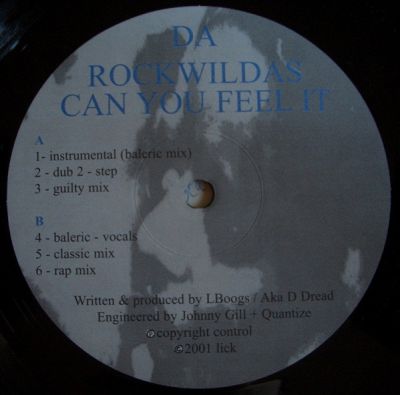 DA
ROCKWILDAS
CAN YOU FEEL IT
A
1- instrumental (baleric mix)
2 - dub 2 - step
3 - guilty mix
B
4 - baleric - vocals
5 - classic mix
6 - rap mix
Written & produced by LBoogs / Aka D Dread
Engineered by Johnny Gill + Quantize
©copyright control
©2001 lick